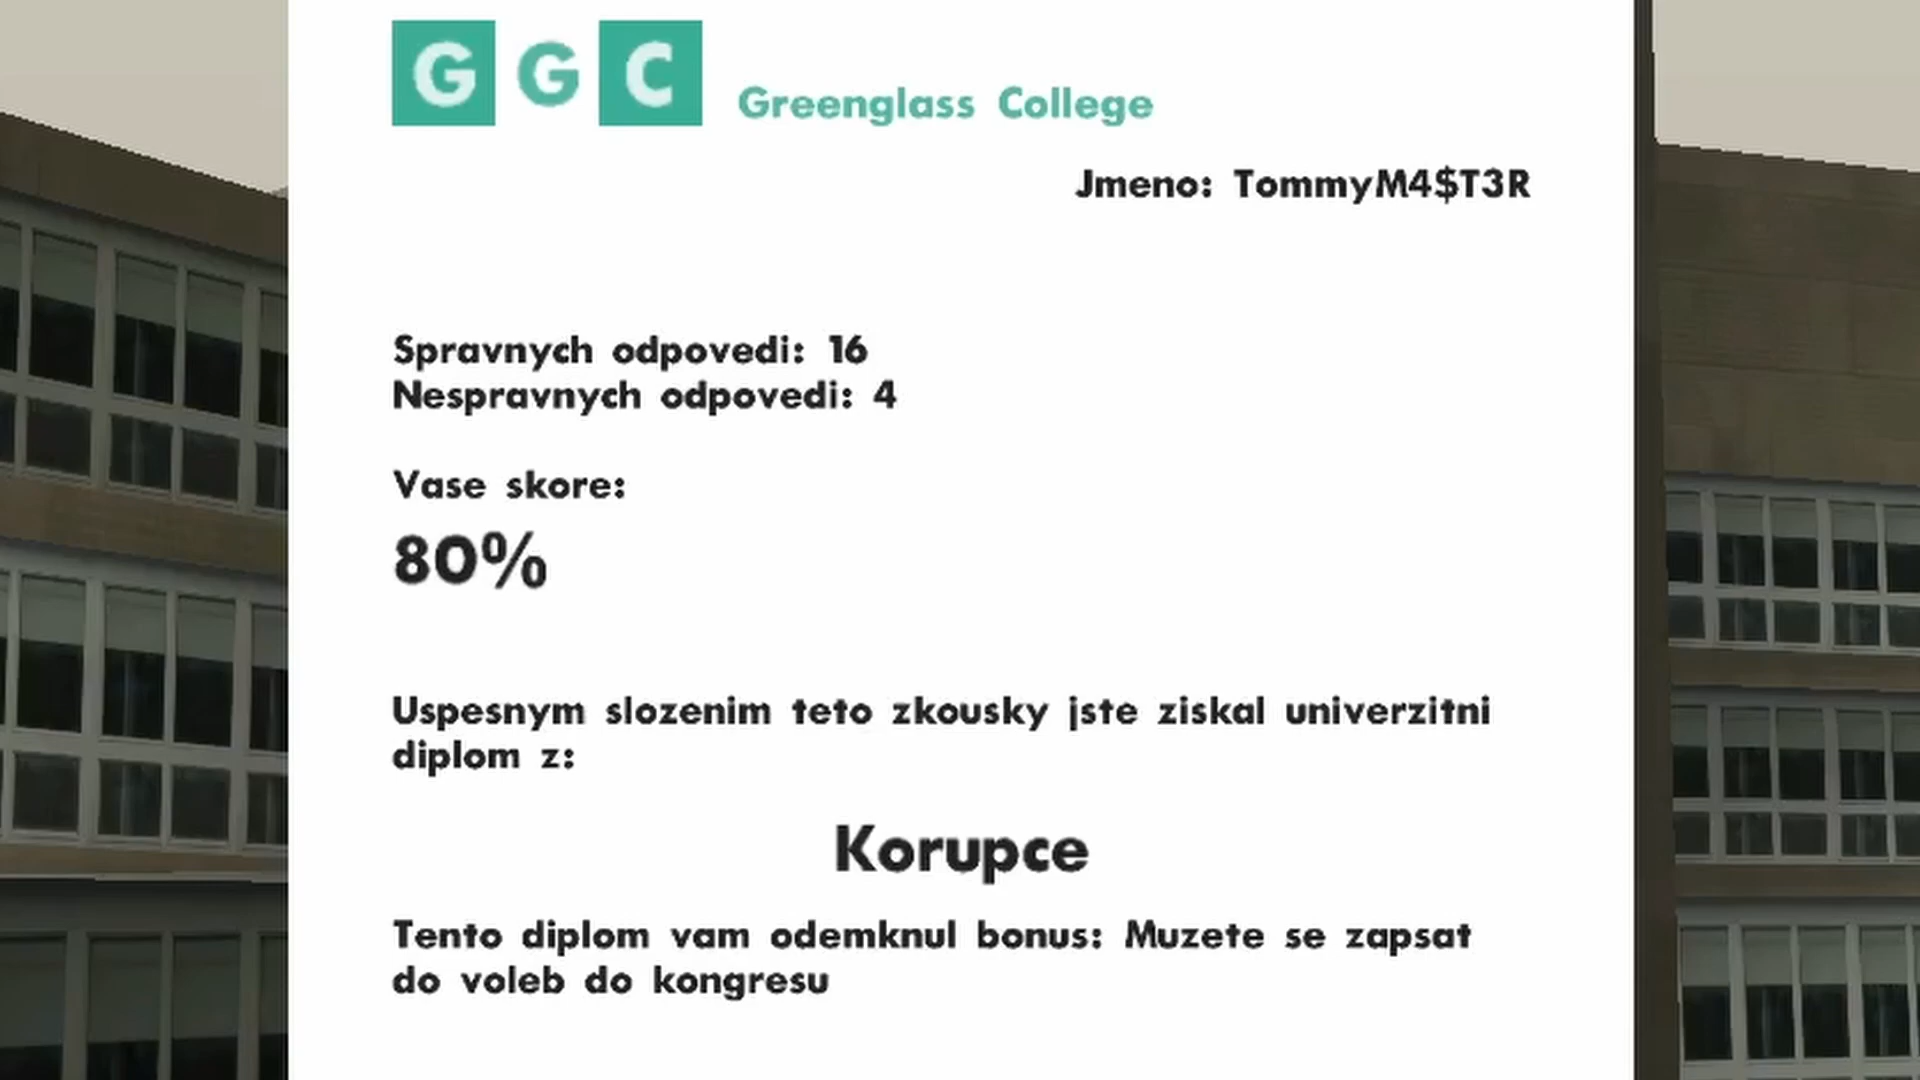 GGC Greenglass College
Jmeno: TommyM4$T3R
Spravnych odpovedi: 16
Nespravnych odpovedi: 4
Vase skore:
80%
Uspesnym slozenim teto zkousky jste ziskal univerzitni
diplom z:
Korupce
Tento diplom vam odemknul bonus: Muzete se zapsat
do voleb do kongresu